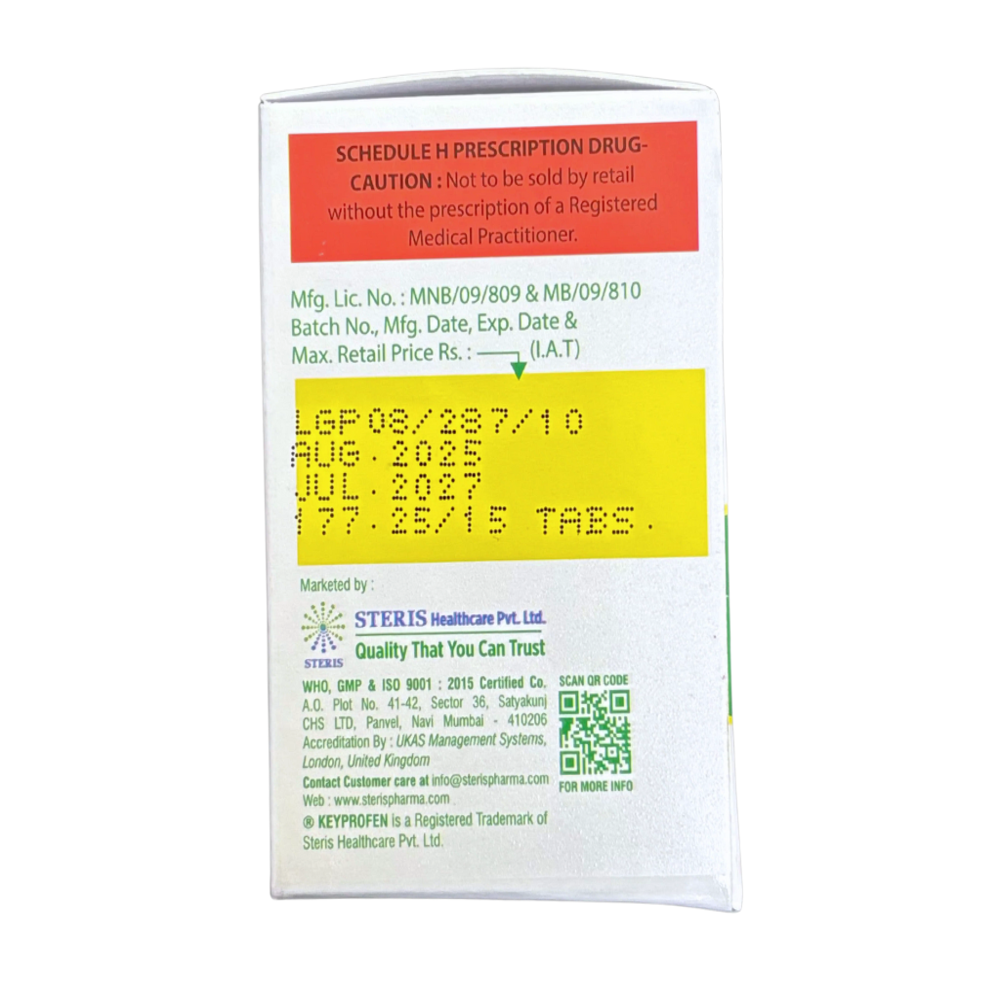 SCHEDULE H PRESCRIPTION DRUG-
CAUTION : Not to be sold by retail
without the prescription of a Registered
Medical Practitioner.
Mfg. Lic. No. : MNB/09/809 & MB/09/810
Batch No., Mfg. Date, Exp. Date &
Max. Retail Price Rs. : (I.A.T)
LGP08/287/10
AUG. 2025
JUL. 2027
177.25/15 TABS.
Marketed by :
STERIS Healthcare Pvt. Ltd.
Quality That You Can Trust
STERIS
WHO, GMP & ISO 9001 : 2015 Certified Co.
A.O. Plot No. 41-42, Sector 36, Satyakunj
CHS LTD, Panvel, Navi Mumbai - 410206
Accreditation By : UKAS Management Systems,
London, United Kingdom
Contact Customer care at info@sterispharma.com
Web : www.sterispharma.com
® KEYPROFEN is a Registered Trademark of
Steris Healthcare Pvt. Ltd.
SCAN QR CODE
FOR MORE INFO